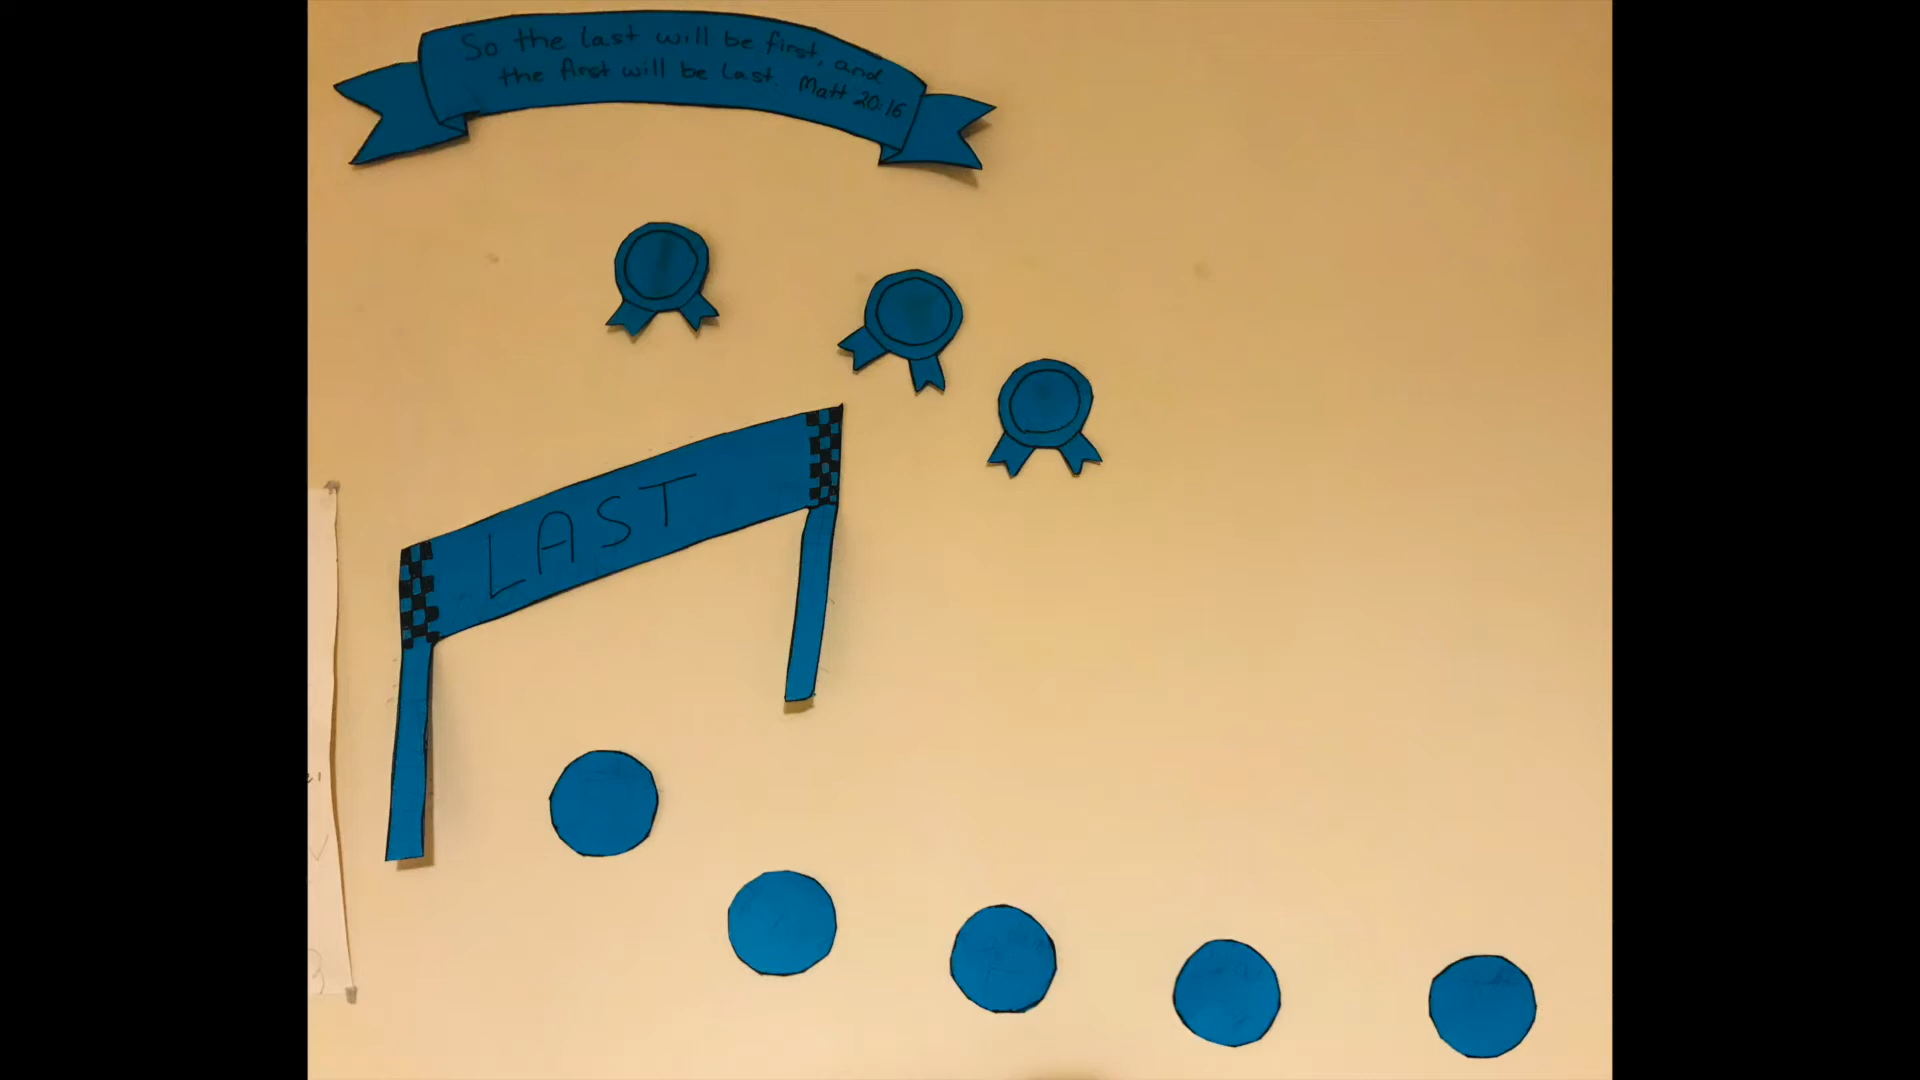 So the last will be first, and
the first will be last. Matt 20:16
LAST